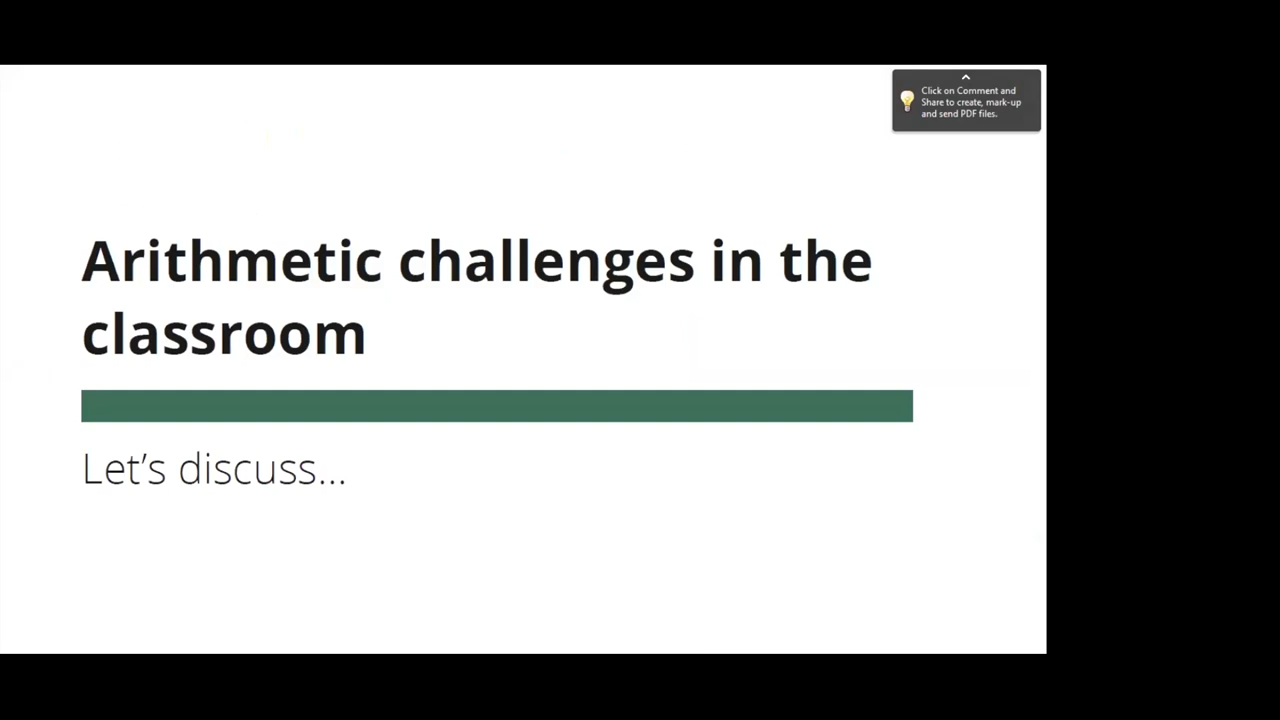 Click on Comment and
Share to create, mark-up
and send PDF files.
Arithmetic challenges in the
classroom
Let's discuss...